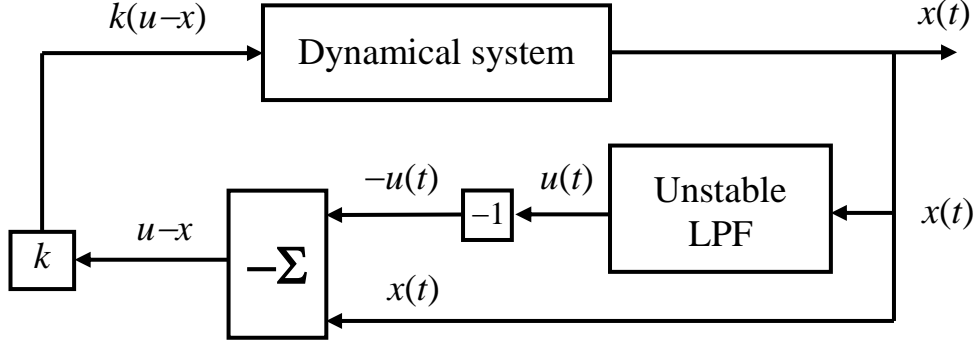 k(u−x)
x(t)
Dynamical system
−u(t)
u(t)
Unstable
LPF
−1
x(t)
u−x
k
−Σ
x(t)